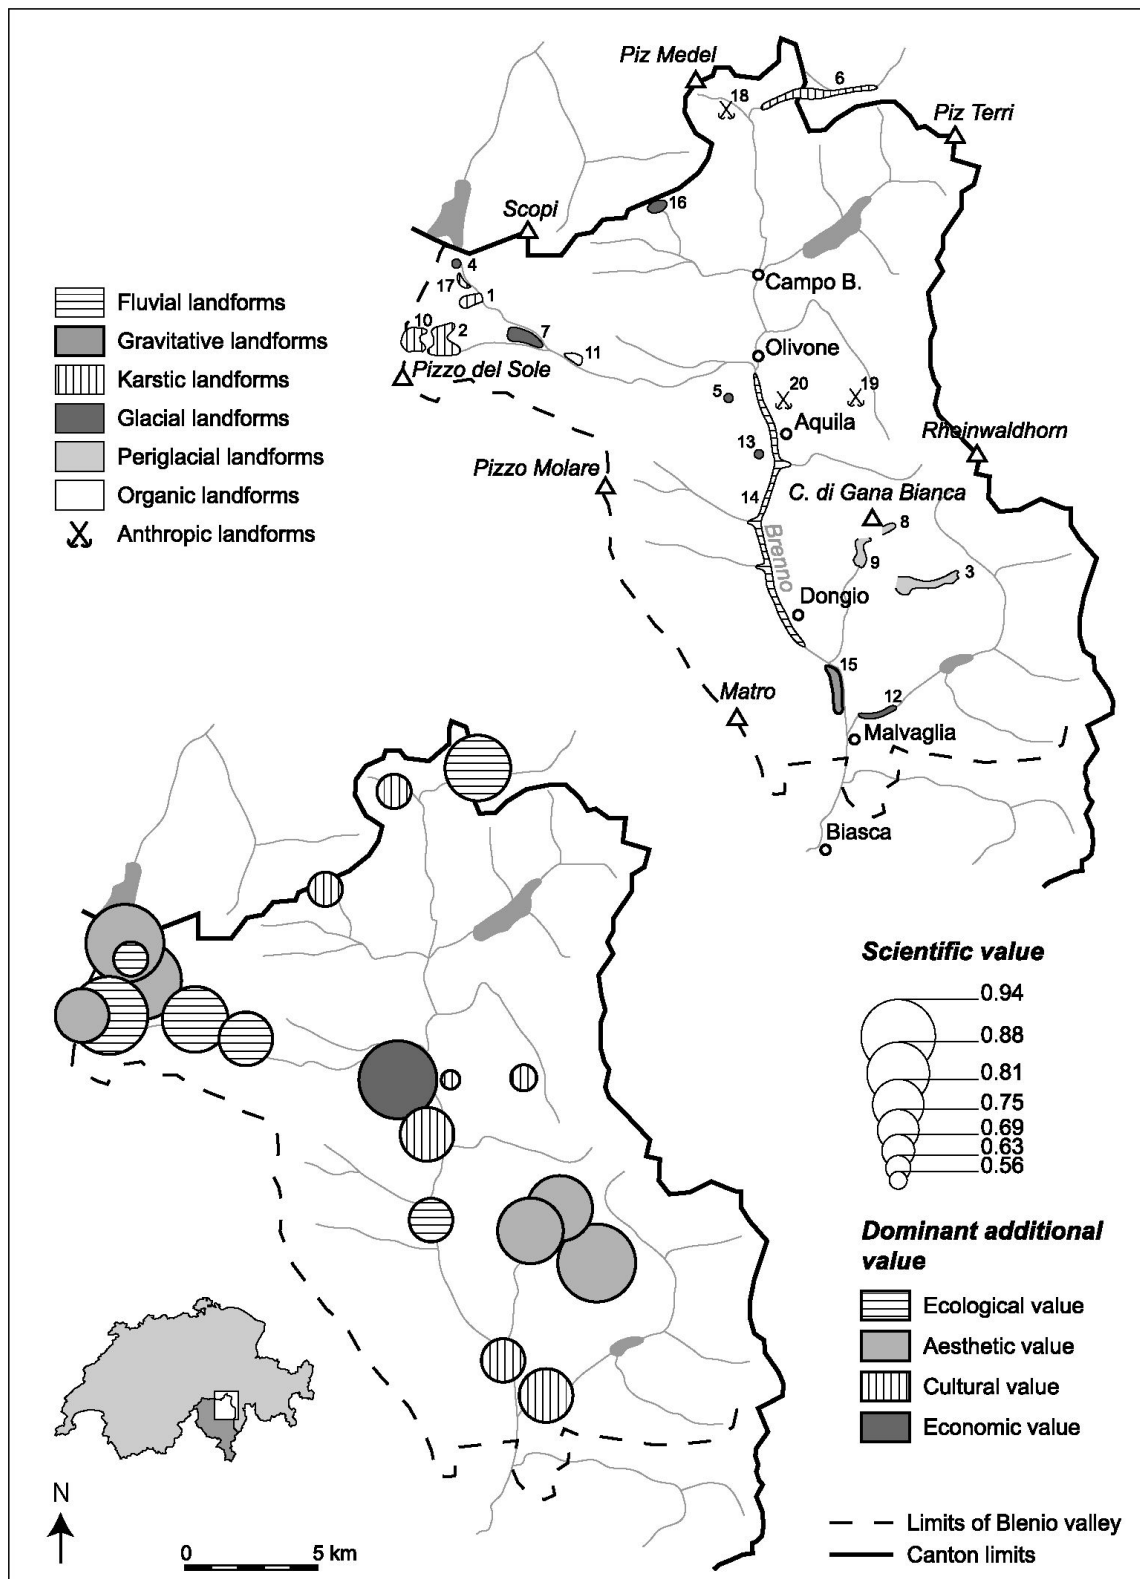 Piz Medel
6
18
Piz Terri
Scopi
16
4
17
1
Campo B.
10
2
7
11
Olivone
Pizzo del Sole
5
20
19
Aquila
13
Rheinwaldhorn
Pizzo Molare
14
C. di Gana Bianca
8
Brenno
9
3
Dongio
15
12
Matro
Malvaglia
Biasca
Fluvial landforms
Gravitative landforms
Karstic landforms
Glacial landforms
Periglacial landforms
Organic landforms
Anthropic landforms
Scientific value
0.94
0.88
0.81
0.75
0.69
0.63
0.56
Dominant additional
value
Ecological value
Aesthetic value
Cultural value
Economic value
N
0 5 km
Limits of Blenio valley
Canton limits